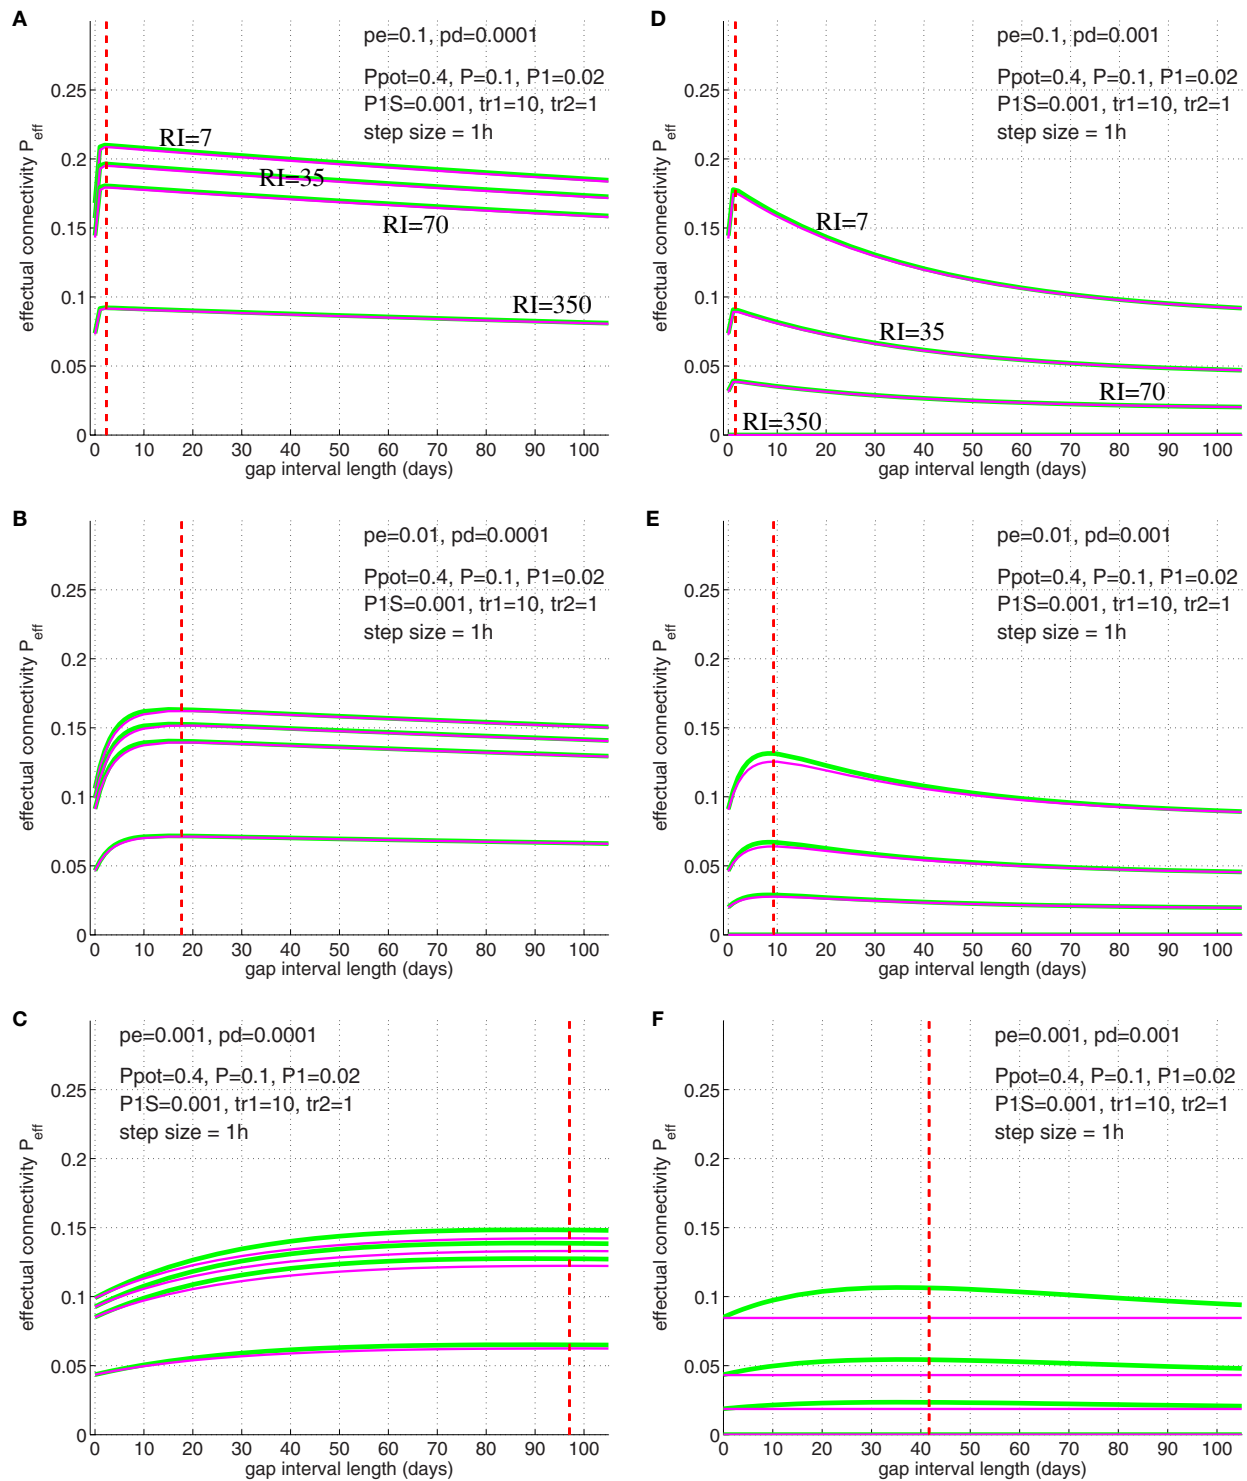 A
pe=0.1, pd=0.0001
Ppot=0.4, P=0.1, P1=0.02
P1S=0.001, tr1=10, tr2=1
step size = 1h
RI=7
RI=35
RI=70
RI=350
effectual connectivity P_eff
0.25
0.2
0.15
0.1
0.05
0
0 10 20 30 40 50 60 70 80 90 100
gap interval length (days)
D
pe=0.1, pd=0.001
Ppot=0.4, P=0.1, P1=0.02
P1S=0.001, tr1=10, tr2=1
step size = 1h
RI=7
RI=35
RI=70
RI=350
effectual connectivity P_eff
0.25
0.2
0.15
0.1
0.05
0
0 10 20 30 40 50 60 70 80 90 100
gap interval length (days)
B
pe=0.01, pd=0.0001
Ppot=0.4, P=0.1, P1=0.02
P1S=0.001, tr1=10, tr2=1
step size = 1h
effectual connectivity P_eff
0.25
0.2
0.15
0.1
0.05
0
0 10 20 30 40 50 60 70 80 90 100
gap interval length (days)
E
pe=0.01, pd=0.001
Ppot=0.4, P=0.1, P1=0.02
P1S=0.001, tr1=10, tr2=1
step size = 1h
effectual connectivity P_eff
0.25
0.2
0.15
0.1
0.05
0
0 10 20 30 40 50 60 70 80 90 100
gap interval length (days)
C
pe=0.001, pd=0.0001
Ppot=0.4, P=0.1, P1=0.02
P1S=0.001, tr1=10, tr2=1
step size = 1h
effectual connectivity P_eff
0.25
0.2
0.15
0.1
0.05
0
0 10 20 30 40 50 60 70 80 90 100
gap interval length (days)
F
pe=0.001, pd=0.001
Ppot=0.4, P=0.1, P1=0.02
P1S=0.001, tr1=10, tr2=1
step size = 1h
effectual connectivity P_eff
0.25
0.2
0.15
0.1
0.05
0
0 10 20 30 40 50 60 70 80 90 100
gap interval length (days)